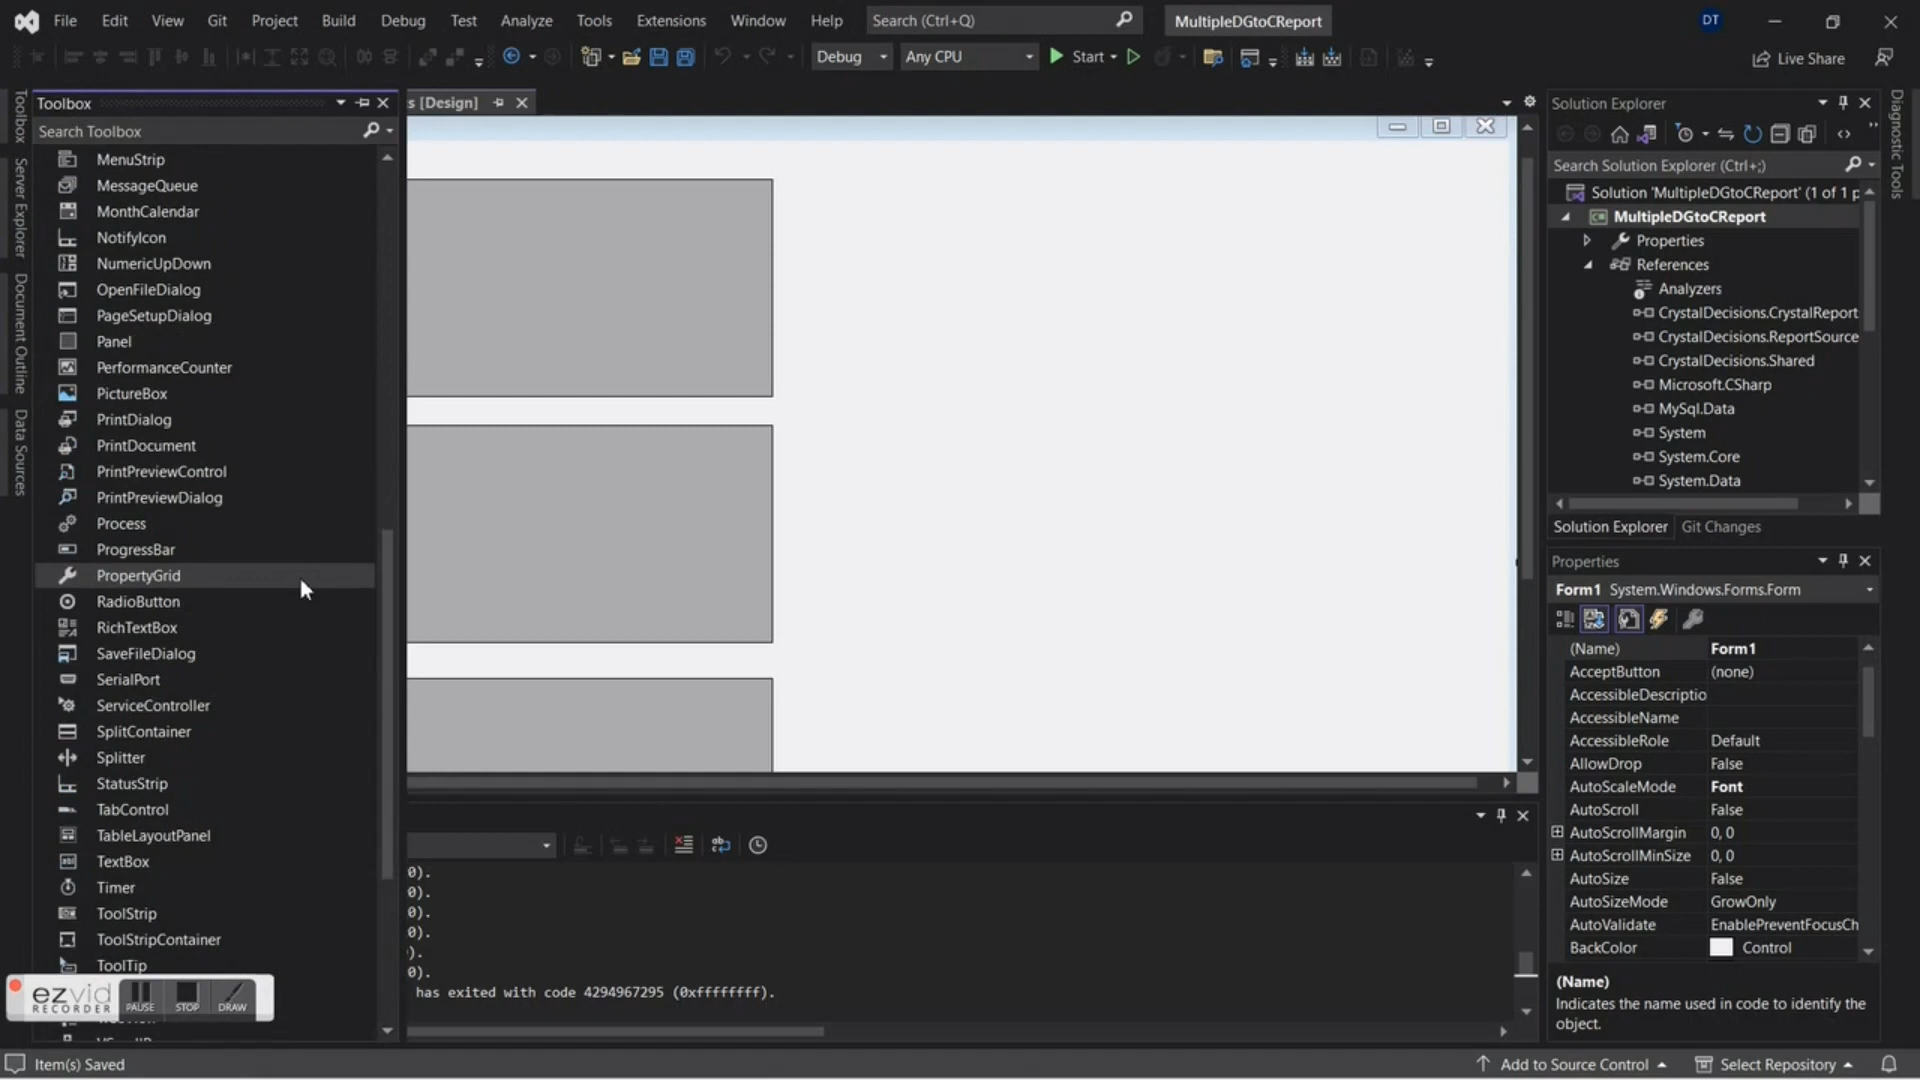 File Edit View Git Project Build Debug Test Analyze Tools Extensions Window Help Search (Ctrl+Q) MultipleDGtoCReport DT
Debug Any CPU Start Live Share
Toolbox
Server Explorer
Document Outline
Data Sources
Toolbox
Search Toolbox
MenuStrip
MessageQueue
MonthCalendar
NotifyIcon
NumericUpDown
OpenFileDialog
PageSetupDialog
Panel
PerformanceCounter
PictureBox
PrintDialog
PrintDocument
PrintPreviewControl
PrintPreviewDialog
Process
ProgressBar
PropertyGrid
RadioButton
RichTextBox
SaveFileDialog
SerialPort
ServiceController
SplitContainer
Splitter
StatusStrip
TabControl
TableLayoutPanel
TextBox
Timer
ToolStrip
ToolStripContainer
ToolTip
s [Design]
0).
0).
0).
0).
).
0).
has exited with code 4294967295 (0xffffffff).
Solution Explorer
Search Solution Explorer (Ctrl+;)
Solution 'MultipleDGtoCReport' (1 of 1 p
MultipleDGtoCReport
Properties
References
Analyzers
CrystalDecisions.CrystalReport
CrystalDecisions.ReportSource
CrystalDecisions.Shared
Microsoft.CSharp
MySql.Data
System
System.Core
System.Data
Solution Explorer Git Changes
Properties
Form1 System.Windows.Forms.Form
(Name) Form1
AcceptButton (none)
AccessibleDescriptio
AccessibleName
AccessibleRole Default
AllowDrop False
AutoScaleMode Font
AutoScroll False
AutoScrollMargin 0, 0
AutoScrollMinSize 0, 0
AutoSize False
AutoSizeMode GrowOnly
AutoValidate EnablePreventFocusCh
BackColor Control
(Name)
Indicates the name used in code to identify the
object.
Diagnostic Tools
ezvid
RECORDER
PAUSE STOP DRAW
Item(s) Saved
Add to Source Control Select Repository